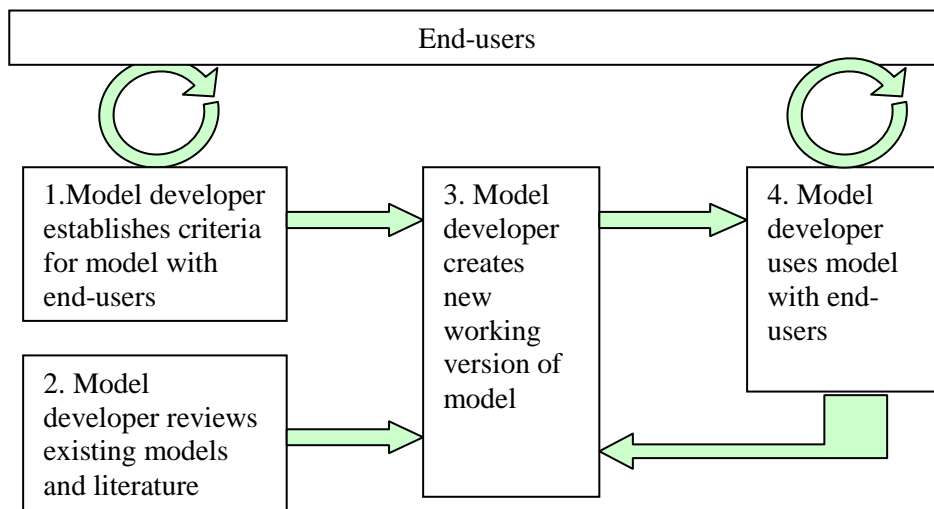 End-users
1.Model developer
establishes criteria
for model with
end-users
2. Model
developer reviews
existing models
and literature
3. Model
developer
creates
new
working
version of
model
4. Model
developer
uses model
with end-
users